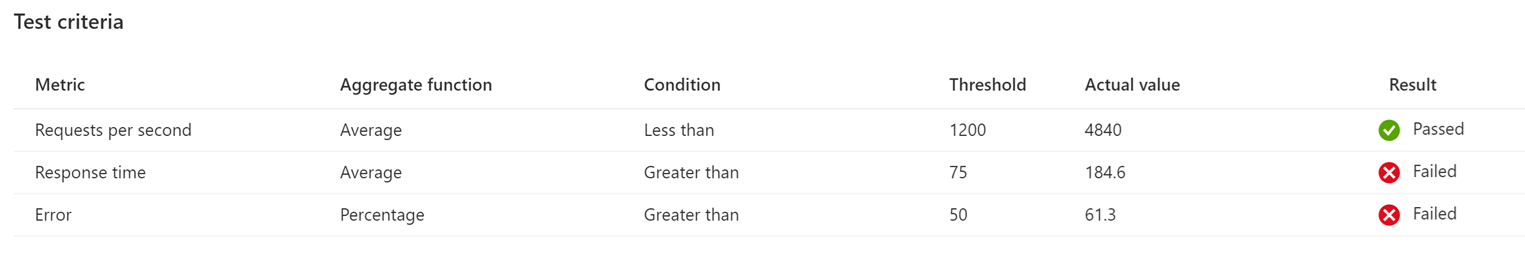 Test criteria
Metric Aggregate function Condition Threshold Actual value Result
Requests per second Average Less than 1200 4840 Passed
Response time Average Greater than 75 184.6 Failed
Error Percentage Greater than 50 61.3 Failed